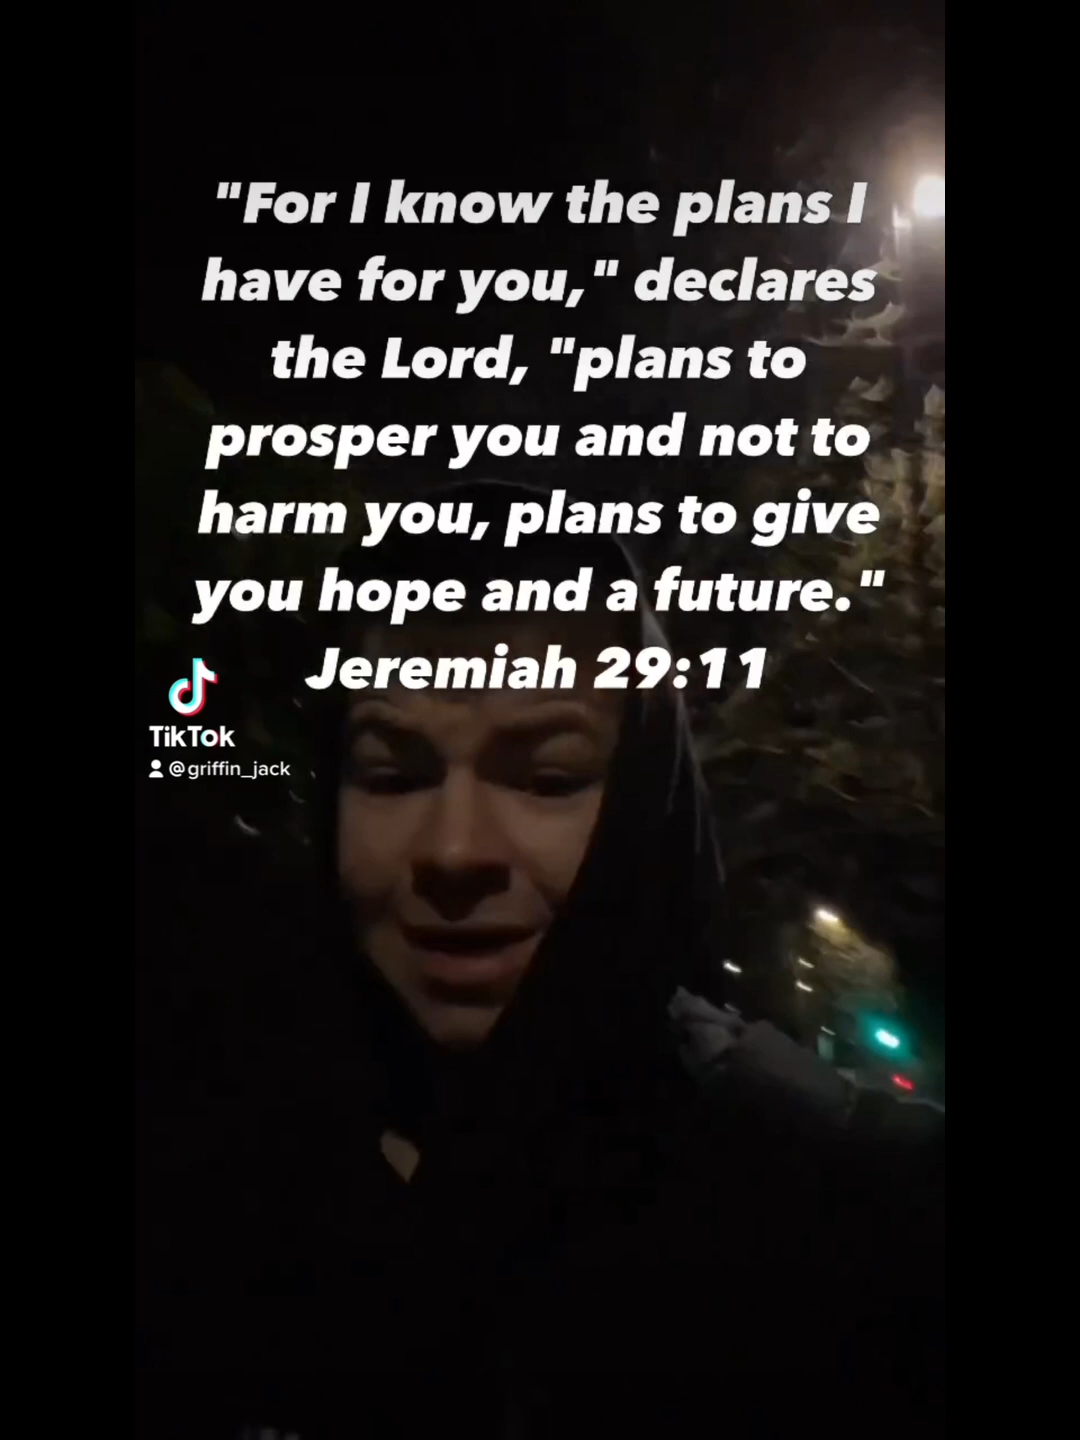 "For I know the plans I
have for you," declares
the Lord, "plans to
prosper you and not to
harm you, plans to give
you hope and a future."
Jeremiah 29:11
TikTok
@griffin_jack